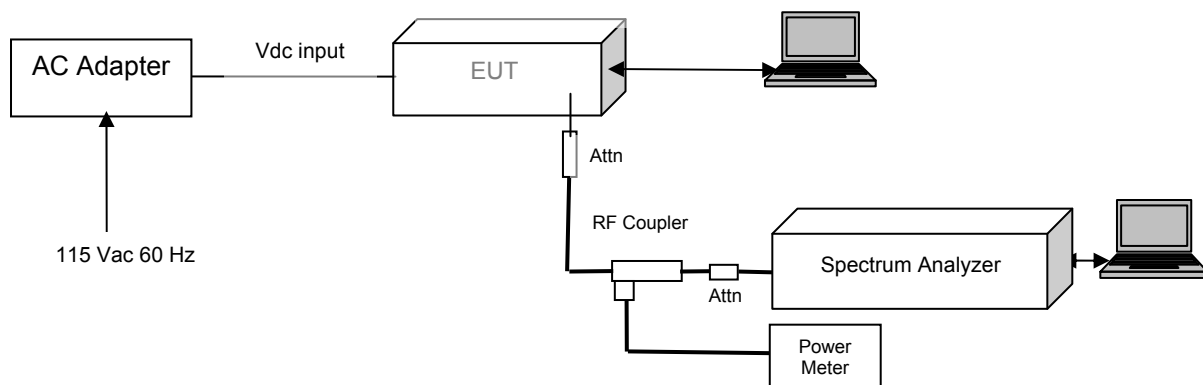 AC Adapter
Vdc input
EUT
Attn
RF Coupler
115 Vac 60 Hz
Attn
Spectrum Analyzer
Power
Meter